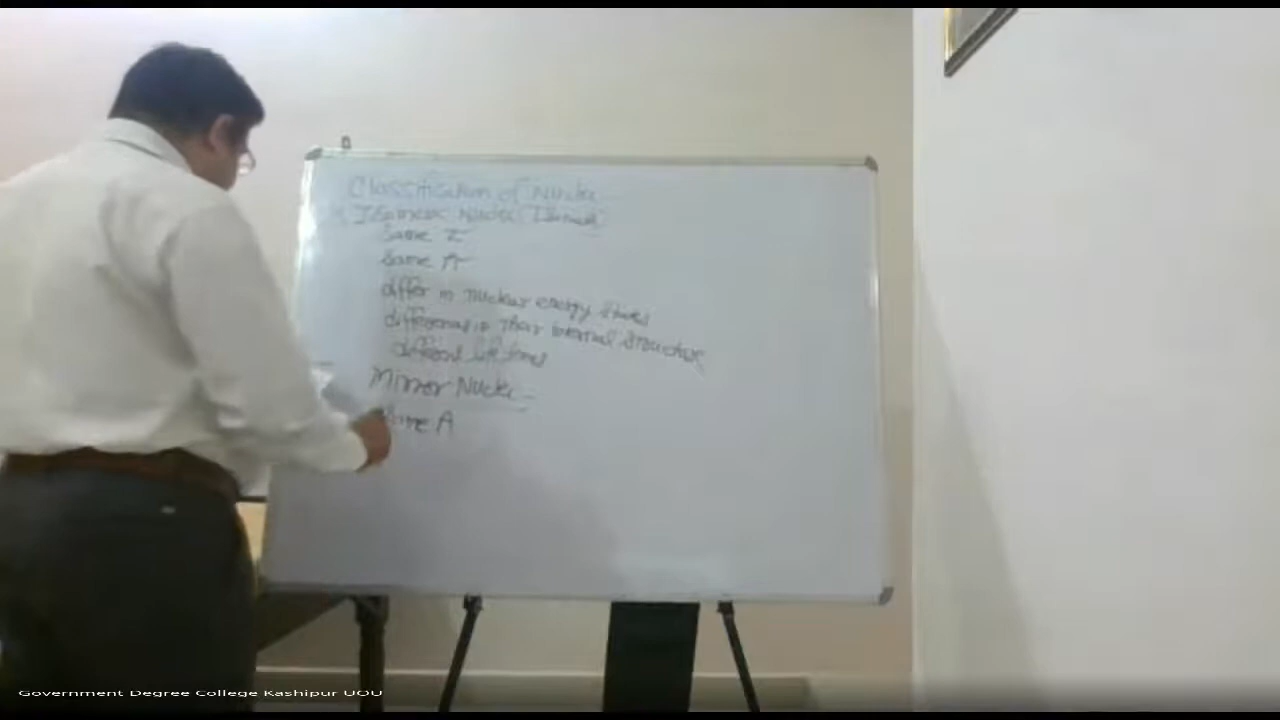 Classification of Nuclei
Isomeric Nuclei
Same Z
Same A
differ in nuclear energy states
differences in their internal structure
different life times
Mirror Nuclei
Same A
Government Degree College Kashipur UOU